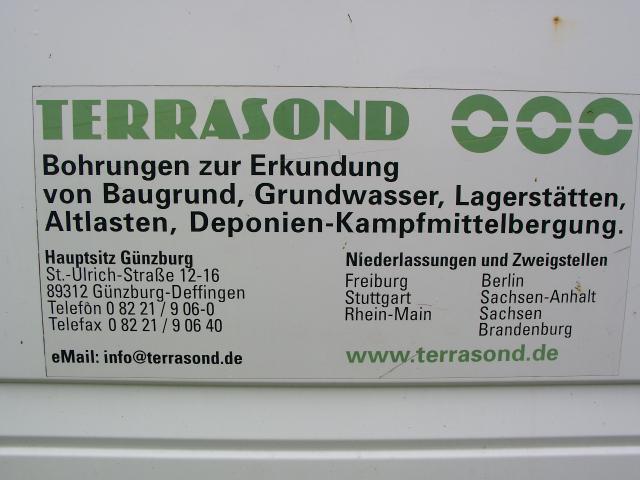 TERRASOND
Bohrungen zur Erkundung
von Baugrund, Grundwasser, Lagerstätten,
Altlasten, Deponien-Kampfmittelbergung.
Hauptsitz Günzburg
St.-Ulrich-Straße 12-16
89312 Günzburg-Deffingen
Telefon 0 82 21 / 9 06-0
Telefax 0 82 21 / 9 06 40
eMail: info@terrasond.de
Niederlassungen und Zweigstellen
Freiburg
Stuttgart
Rhein-Main
Berlin
Sachsen-Anhalt
Sachsen
Brandenburg
www.terrasond.de